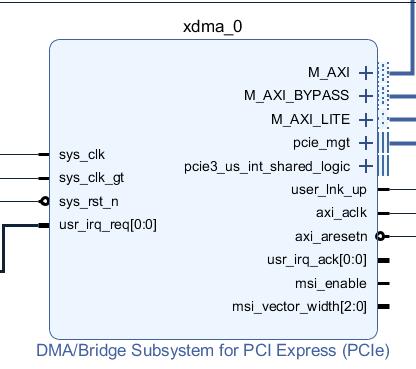 xdma_0
M_AXI
M_AXI_BYPASS
M_AXI_LITE
pcie_mgt
sys_clk
pcie3_us_int_shared_logic
sys_clk_gt
user_lnk_up
sys_rst_n
axi_aclk
usr_irq_req[0:0]
axi_aresetn
usr_irq_ack[0:0]
msi_enable
msi_vector_width[2:0]
DMA/Bridge Subsystem for PCI Express (PCIe)